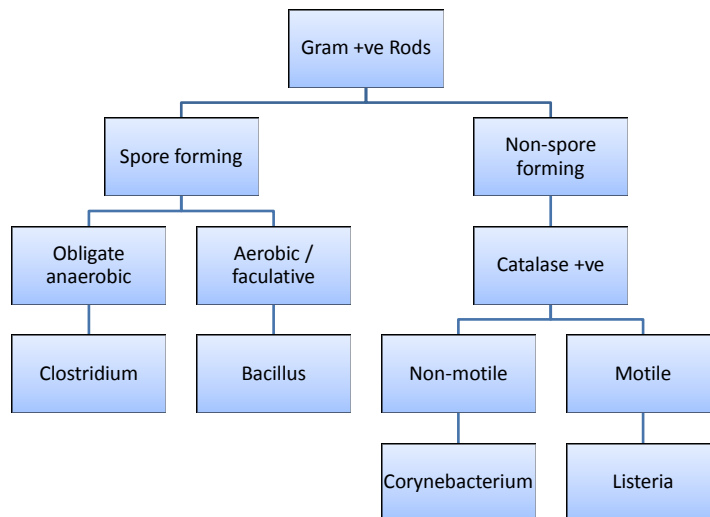 Gram +ve Rods
Spore forming
Non-spore
forming
Obligate
anaerobic
Aerobic /
faculative
Catalase +ve
Clostridium
Bacillus
Non-motile
Motile
Corynebacterium
Listeria